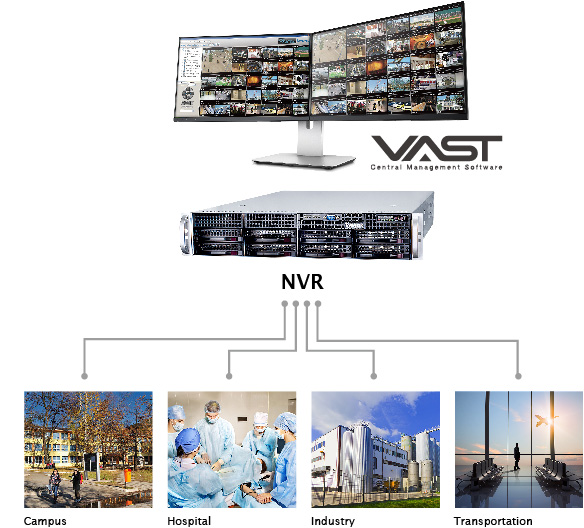 VAST
Central Management Software
NVR
Campus
Hospital
Industry
Transportation